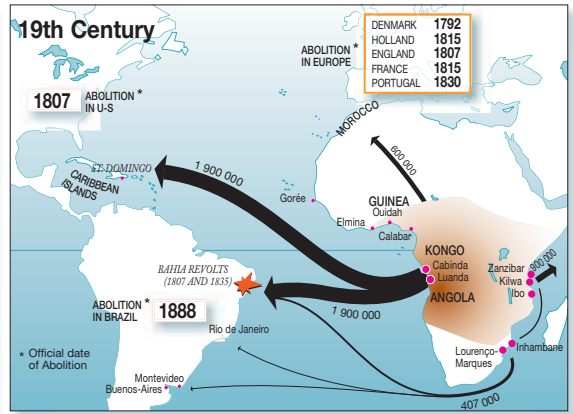 19th Century
ABOLITION *
IN EUROPE
DENMARK 1792
HOLLAND 1815
ENGLAND 1807
FRANCE 1815
PORTUGAL 1830
1807
ABOLITION *
IN U-S
MOROCCO
600 000
ST. DOMINGO
CARIBBEAN
ISLANDS
1 900 000
Gorée
GUINEA
Ouidah
Elmina
Calabar
KONGO
Cabinda
Luanda
ANGOLA
Zanzibar
Kilwa
Ibo
900 000
BAHIA REVOLTS
(1807 AND 1835)
1 900 000
ABOLITION *
IN BRAZIL
1888
Rio de Janeiro
* Official date
of Abolition
Montevideo
Buenos-Aires
Lourenço-
Marques
Inhambane
407 000